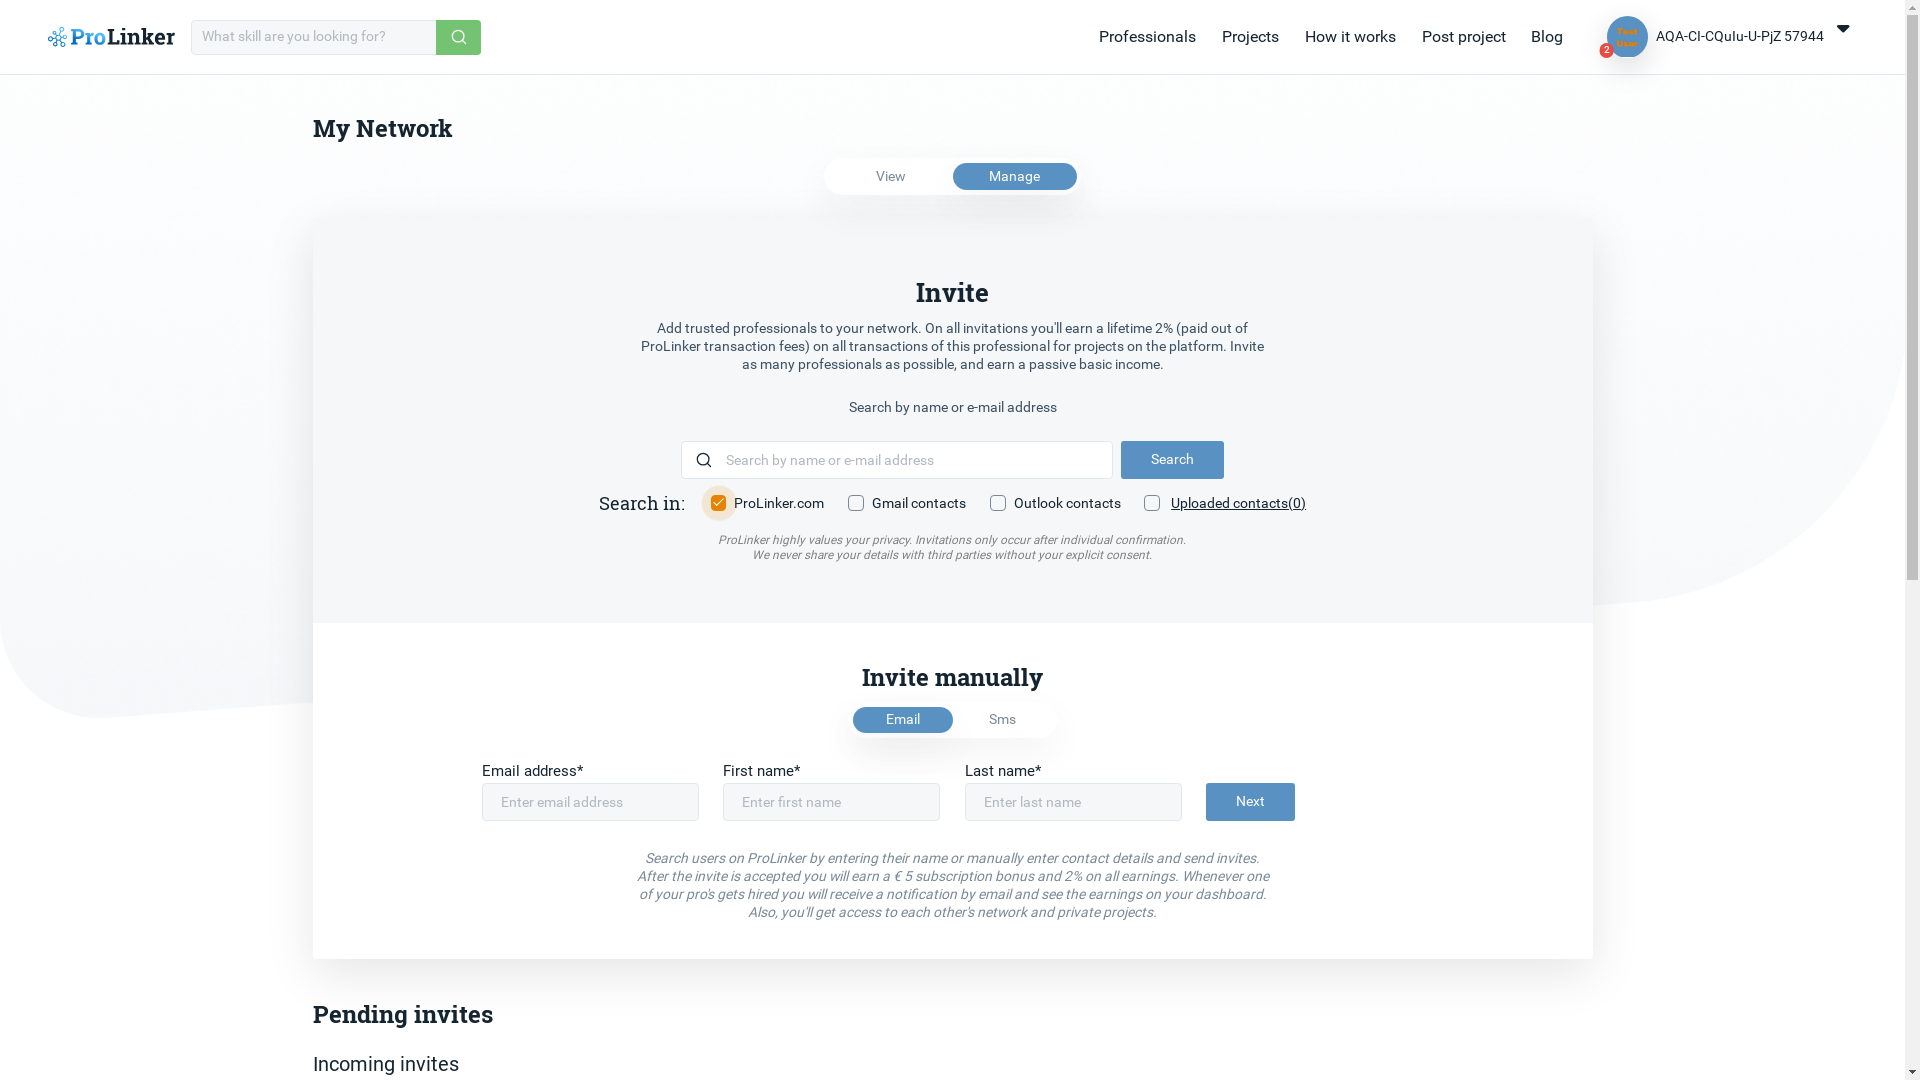 ProLinker
What skill are you looking for?
Professionals
Projects
How it works
Post project
Blog
Test
User
2
AQA-CI-CQuIu-U-PjZ 57944
My Network
View
Manage
Invite
Add trusted professionals to your network. On all invitations you'll earn a lifetime 2% (paid out of
ProLinker transaction fees) on all transactions of this professional for projects on the platform. Invite
as many professionals as possible, and earn a passive basic income.
Search by name or e-mail address
Search by name or e-mail address
Search
Search in:
ProLinker.com
Gmail contacts
Outlook contacts
Uploaded contacts(0)
ProLinker highly values your privacy. Invitations only occur after individual confirmation.
We never share your details with third parties without your explicit consent.
Invite manually
Email
Sms
Email address*
First name*
Last name*
Enter email address
Enter first name
Enter last name
Next
Search users on ProLinker by entering their name or manually enter contact details and send invites.
After the invite is accepted you will earn a € 5 subscription bonus and 2% on all earnings. Whenever one
of your pro's gets hired you will receive a notification by email and see the earnings on your dashboard.
Also, you'll get access to each other's network and private projects.
Pending invites
Incoming invites